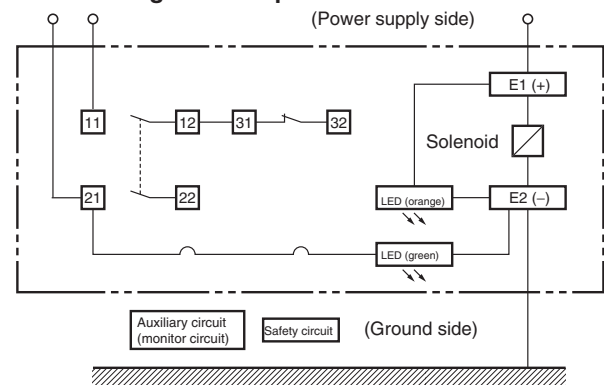 (Power supply side)
E1 (+)
11
12
31
32
Solenoid
21
22
LED (orange)
E2 (−)
LED (green)
Auxiliary circuit
(monitor circuit)
Safety circuit
(Ground side)